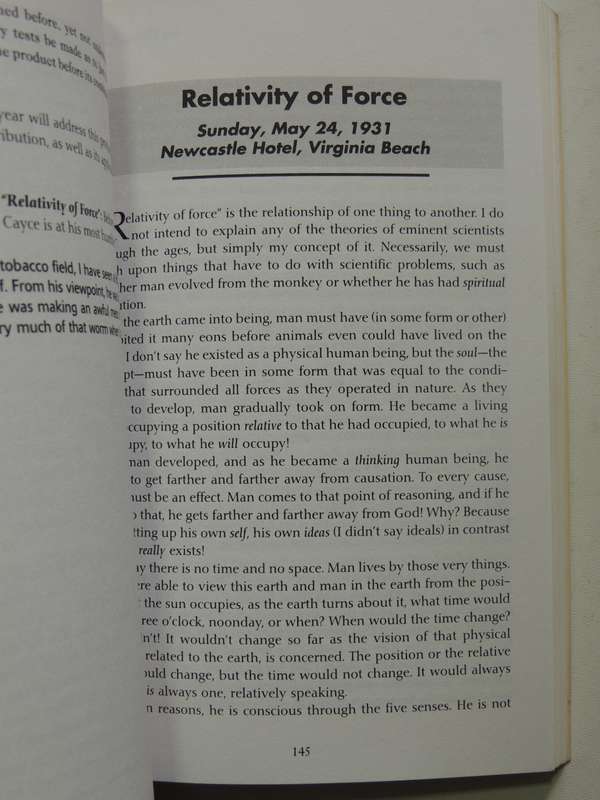 ned before, yet not
y tests be made as to
e product before its
year will address this
ribution, as well as its
"Relativity of Force":
Cayce is at his most
tobacco field, I have seen
f. From his viewpoint, he
e was making an awful
ry much of that worm
Relativity of Force
Sunday, May 24, 1931
Newcastle Hotel, Virginia Beach
Relativity of force" is the relationship of one thing to another. I do
not intend to explain any of the theories of eminent scientists
ugh the ages, but simply my concept of it. Necessarily, we must
h upon things that have to do with scientific problems, such as
her man evolved from the monkey or whether he has had spiritual
tion.
the earth came into being, man must have (in some form or other)
bited it many eons before animals even could have lived on the
I don't say he existed as a physical human being, but the soul—the
pt—must have been in some form that was equal to the condi-
that surrounded all forces as they operated in nature. As they
to develop, man gradually took on form. He became a living
ccupying a position relative to that he had occupied, to what he is
upy, to what he will occupy!
man developed, and as he became a thinking human being, he
to get farther and farther away from causation. To every cause,
must be an effect. Man comes to that point of reasoning, and if he
o that, he gets farther and farther away from God! Why? Because
tting up his own self, his own ideas (I didn't say ideals) in contrast
really exists!
ay there is no time and no space. Man lives by those very things.
ere able to view this earth and man in the earth from the posi-
the sun occupies, as the earth turns about it, what time would
ree o'clock, noonday, or when? When would the time change?
n't! It wouldn't change so far as the vision of that physical
related to the earth, is concerned. The position or the relative
ould change, but the time would not change. It would always
is always one, relatively speaking.
n reasons, he is conscious through the five senses. He is not
145